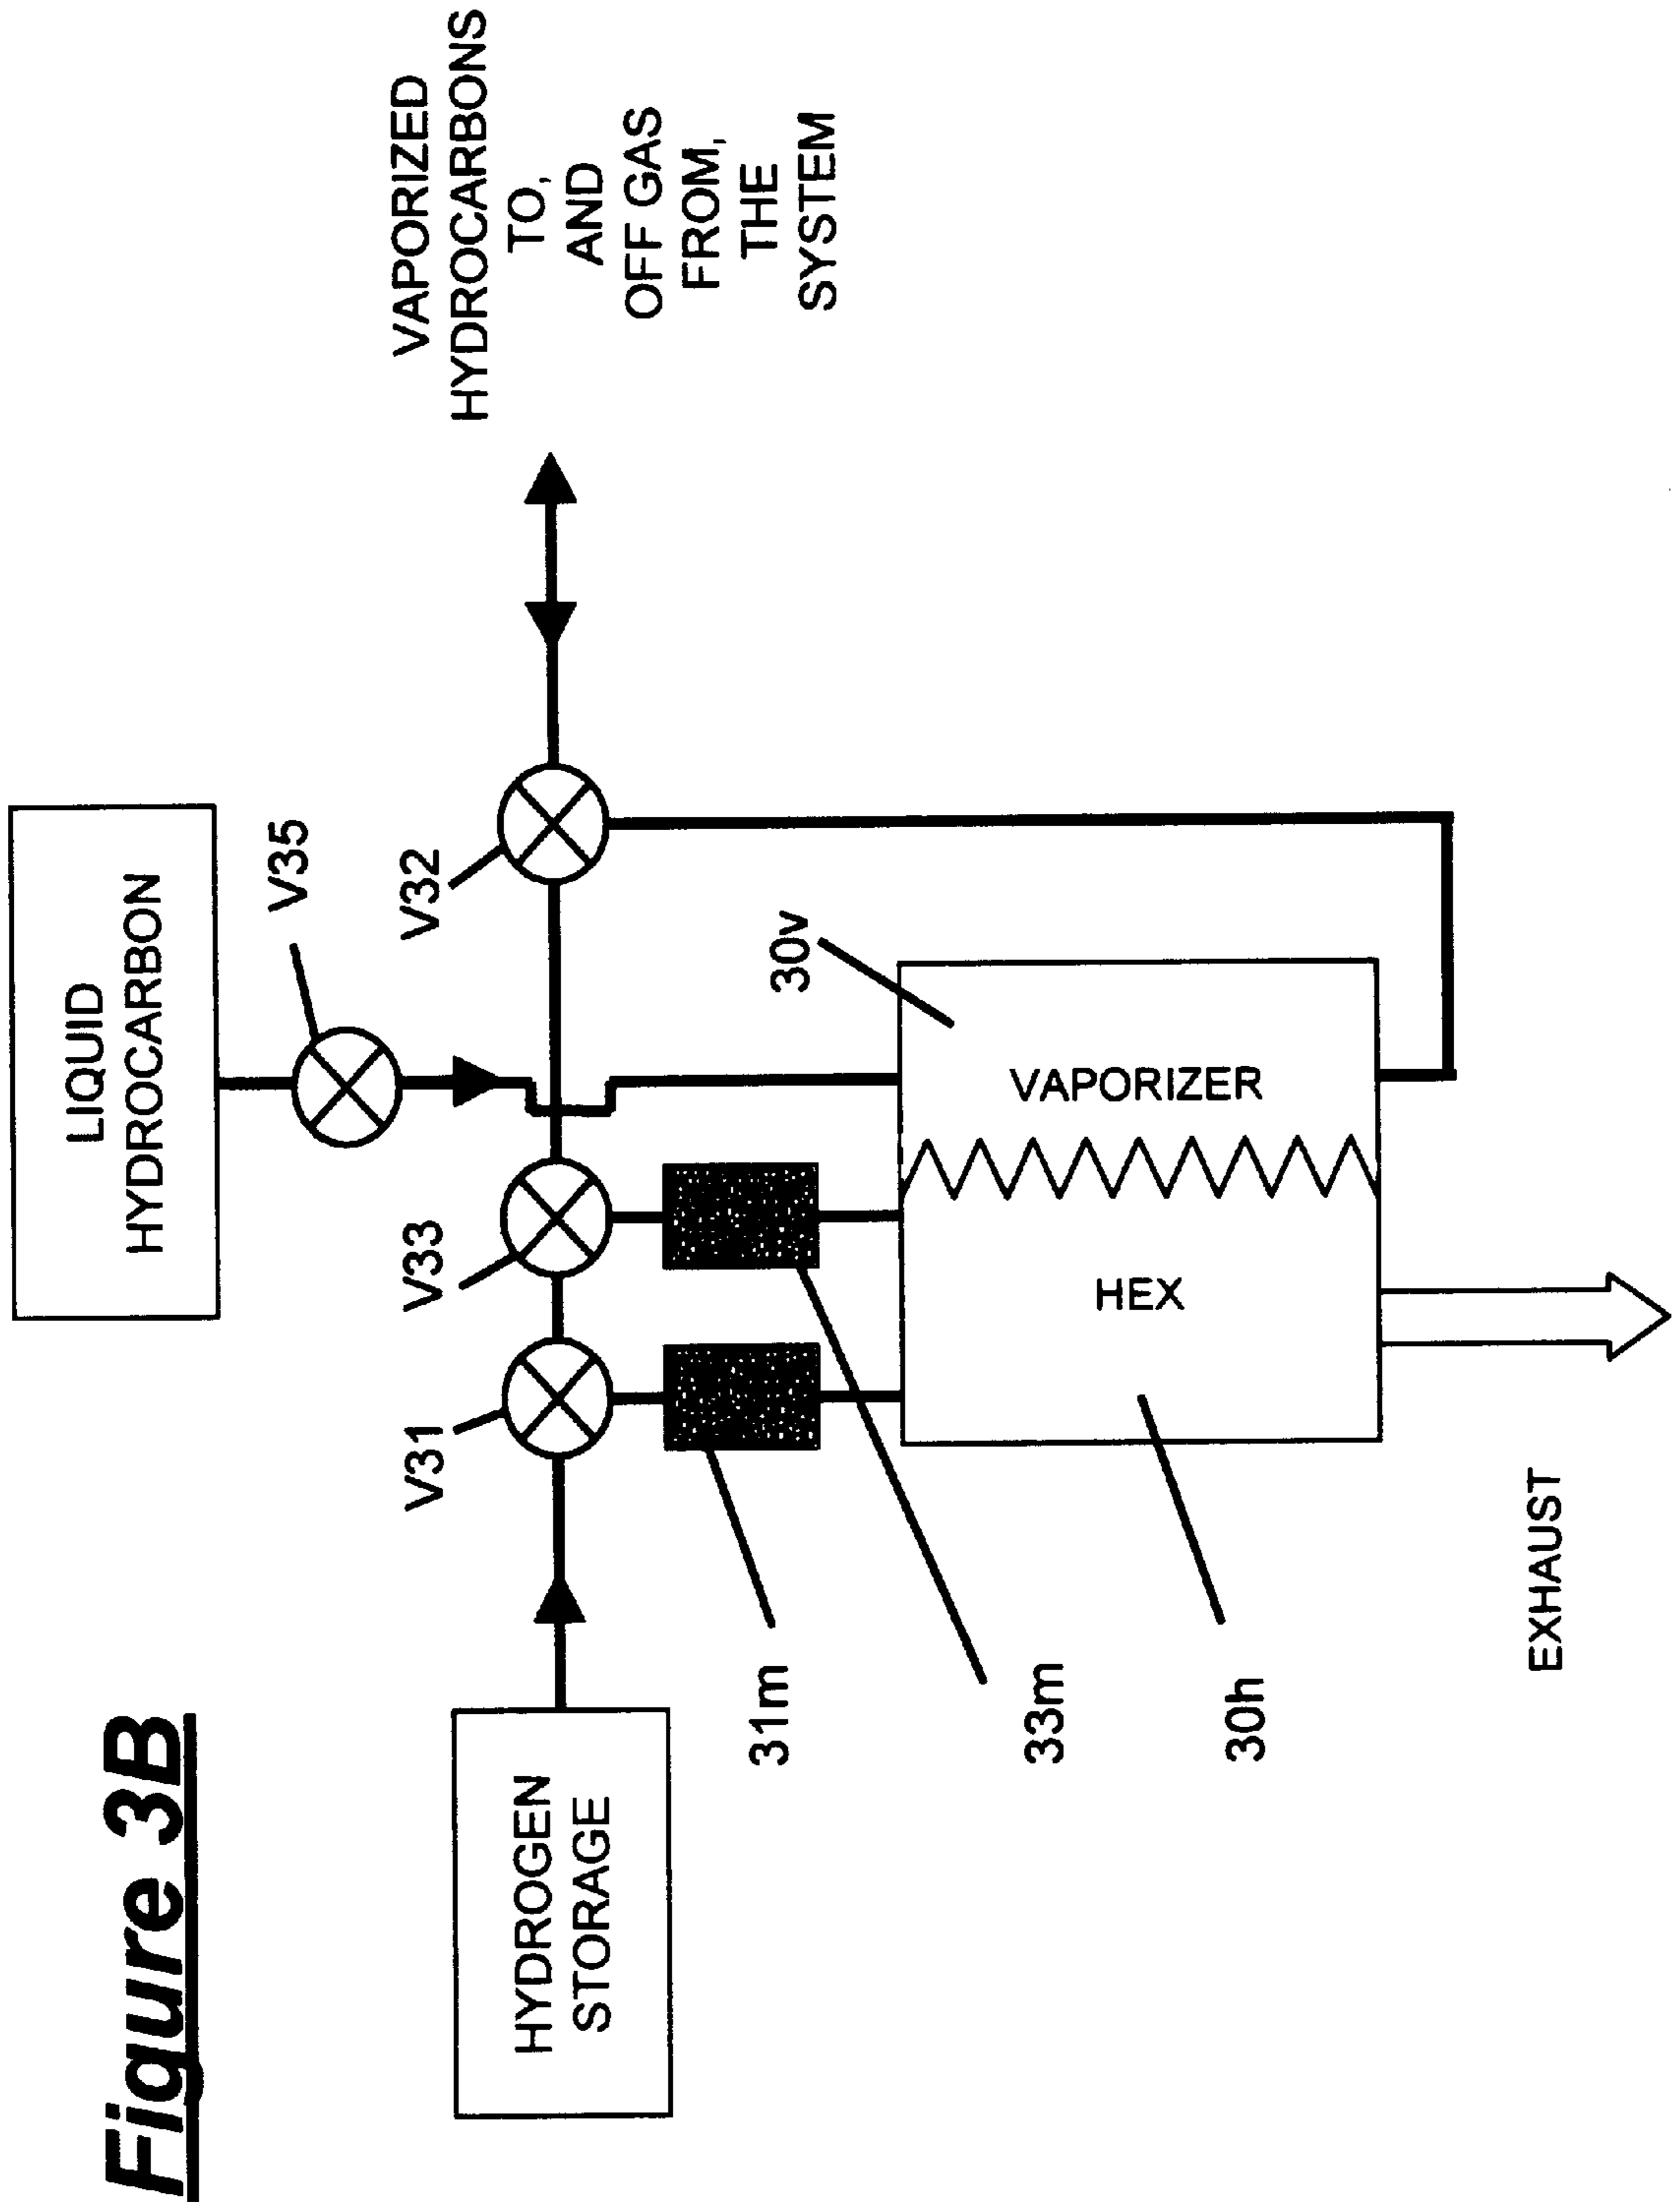 Figure 3B
LIQUID
HYDROCARBON
V35
VAPORIZED
HYDROCARBONS
TO,
AND
OFF GAS
FROM,
THE
SYSTEM
V31
V33
V32
HYDROGEN
STORAGE
31m
33m
30h
30v
HEX
VAPORIZER
EXHAUST